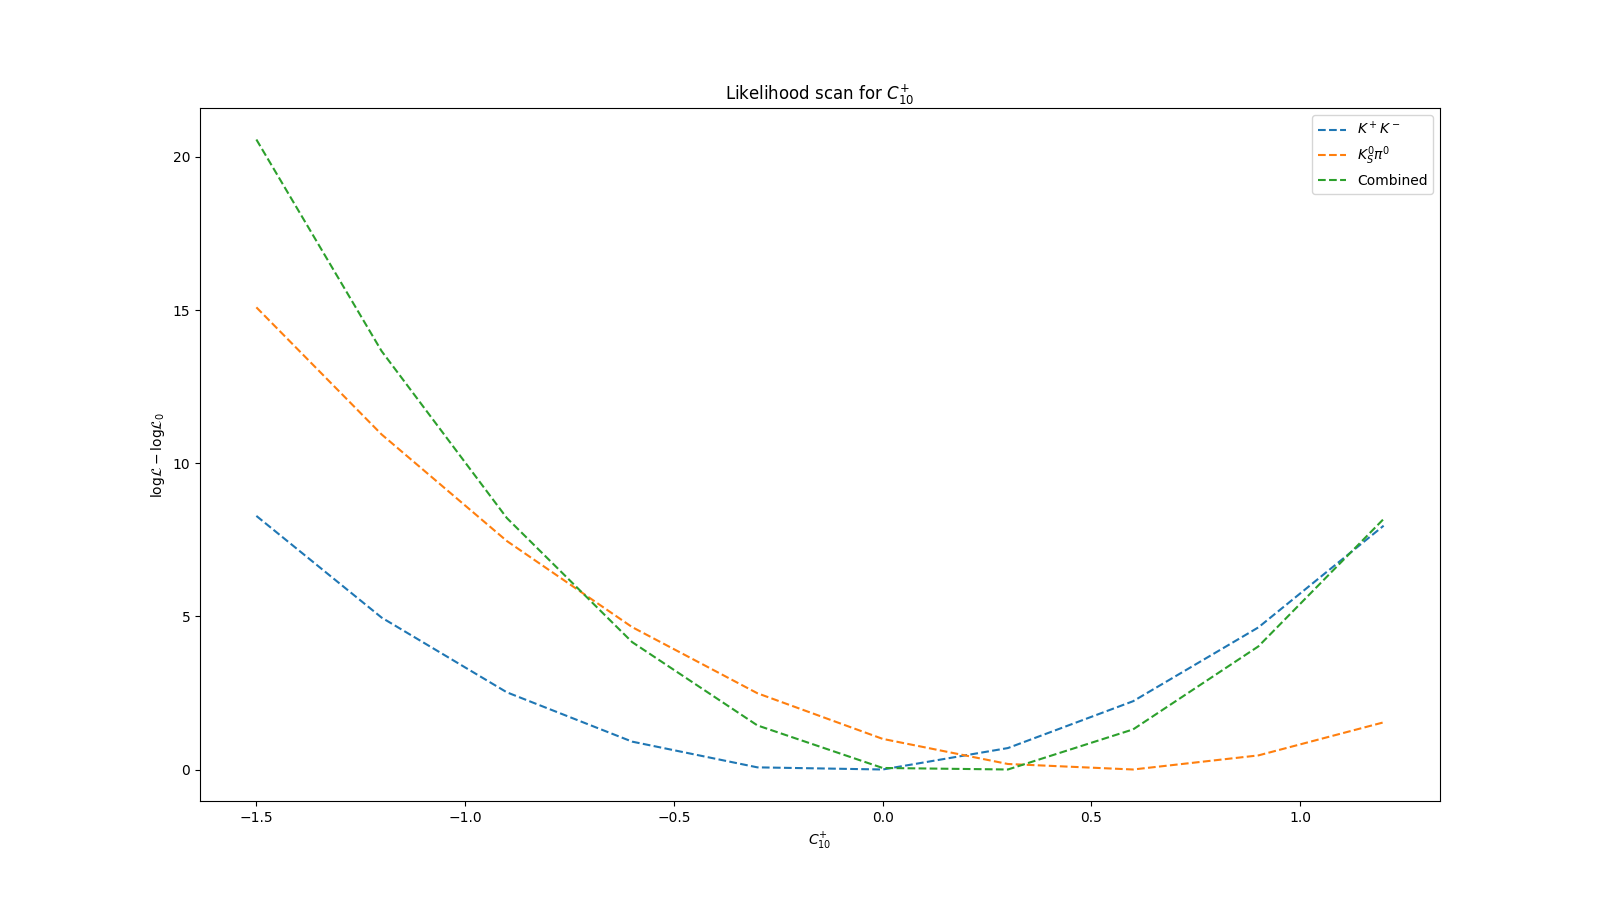 Likelihood scan for $C_{10}^{+}$
$K^+K^-$
$K_S^0\pi^0$
Combined
20
15
10
5
0
$\log\mathcal{L} - \log\mathcal{L}_0$
−1.5
−1.0
−0.5
0.0
0.5
1.0
$C_{10}^{+}$